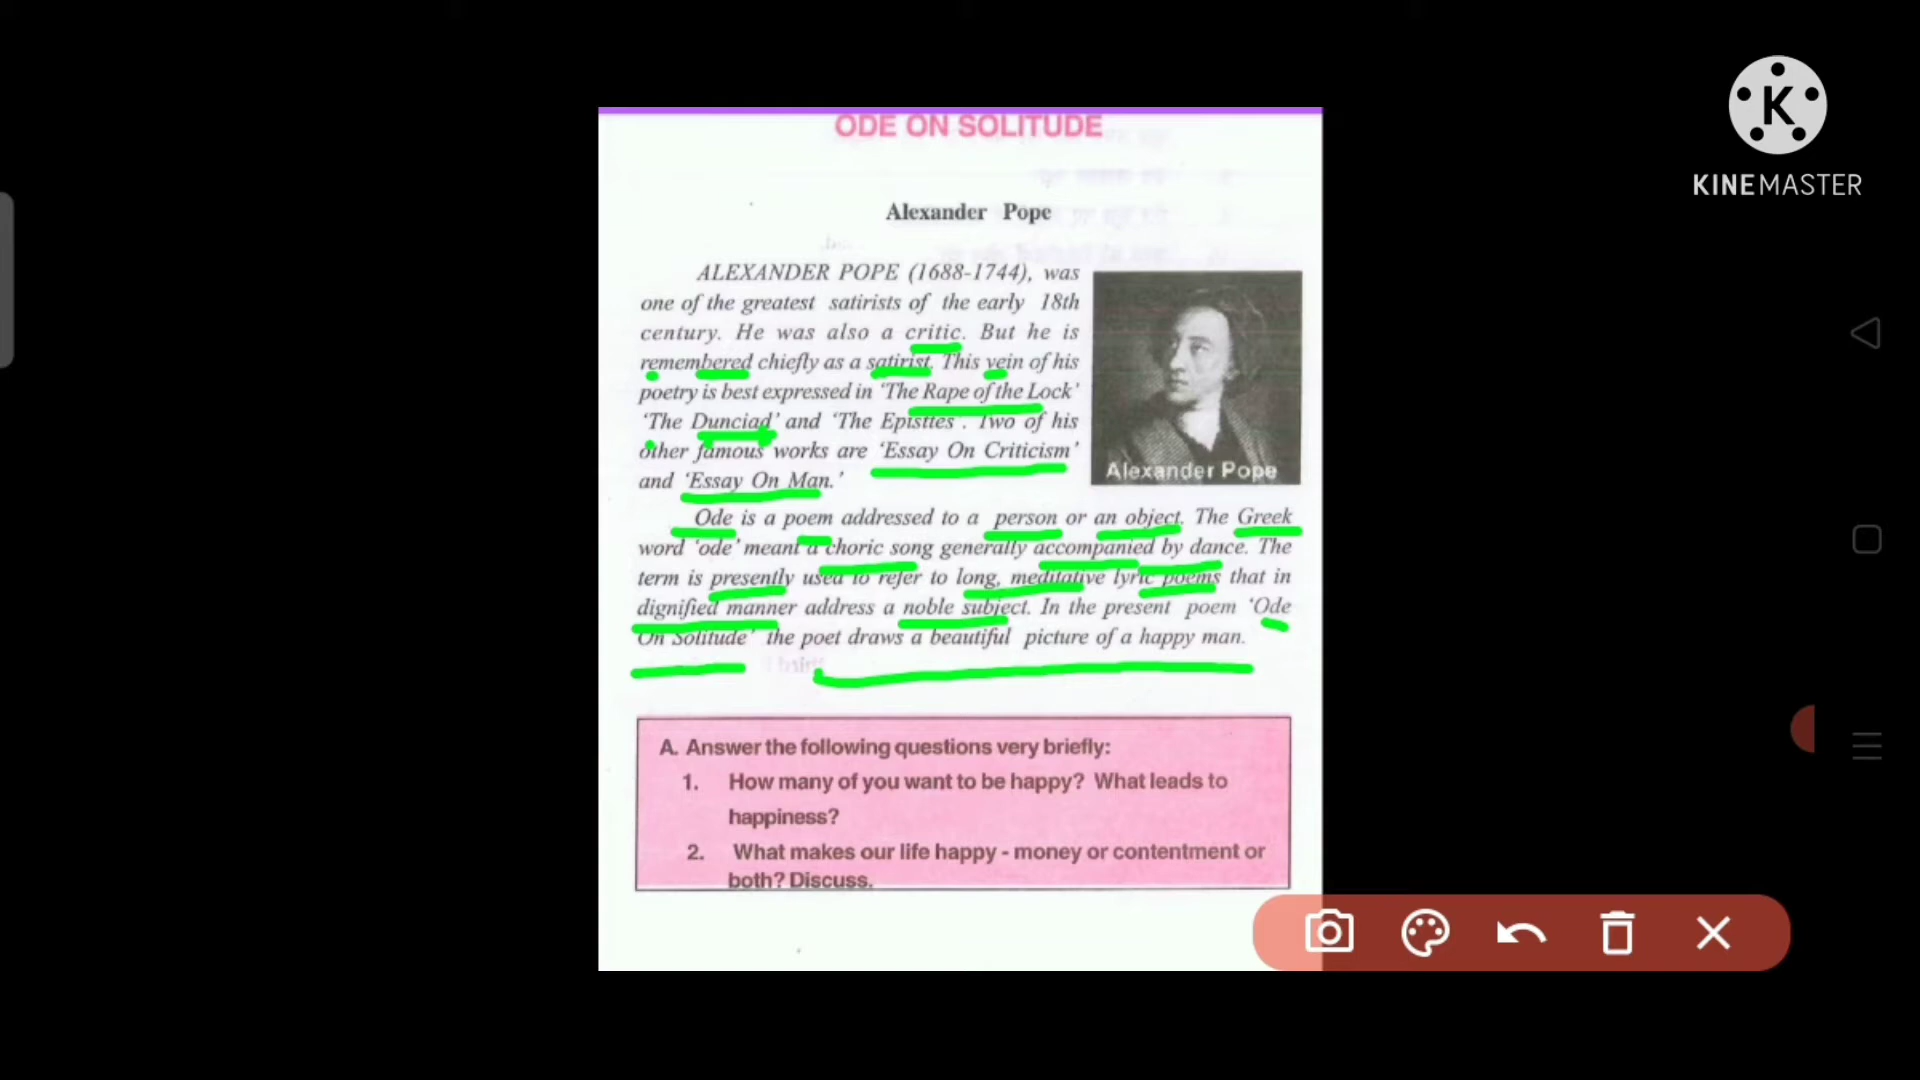 ODE ON SOLITUDE
KINEMASTER
Alexander Pope
ALEXANDER POPE (1688-1744), was
one of the greatest satirists of the early 18th
century. He was also a critic. But he is
remembered chiefly as a satirist. This vein of his
poetry is best expressed in 'The Rape of the Lock'
'The Dunciad' and 'The Episttes . Two of his
other famous works are 'Essay On Criticism'
and 'Essay On Man.'
Alexander Pope
Ode is a poem addressed to a person or an object. The Greek
word 'ode' meant a choric song generally accompanied by dance. The
term is presently used to refer to long, meditative lyric poems that in
dignified manner address a noble subject. In the present poem 'Ode
On Solitude' the poet draws a beautiful picture of a happy man.
A. Answer the following questions very briefly:
1. How many of you want to be happy? What leads to
happiness?
2. What makes our life happy - money or contentment or
both? Discuss.